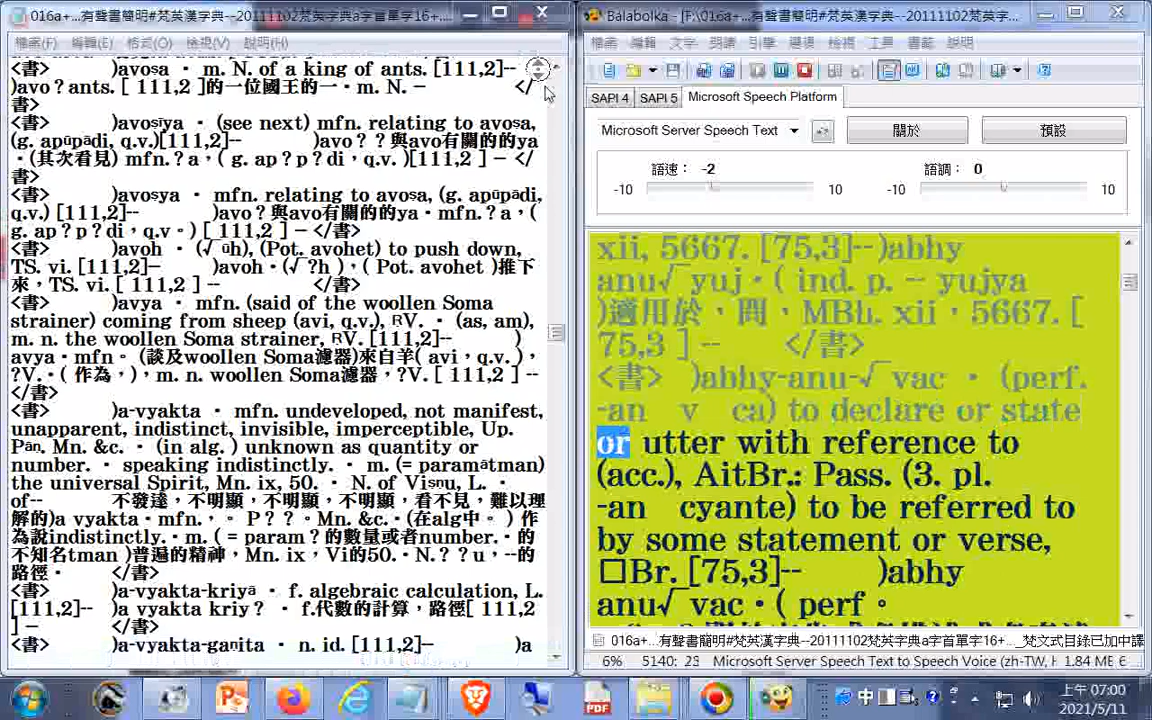 016a+...有聲書簡明#梵英漢字典--20111102梵英字典a字首單字16+...
檔案(F) 編輯(E) 格式(O) 檢視(V) 說明(H)
<書> )avosa ‧ m. N. of a king of ants. [111,2]--
)avo？ants. [ 111,2 ]的一位國王的一‧m. N. － </
書>
<書> )avosīya ‧ (see next) mfn. relating to avosa,
(g. apūpādi, q.v.)[111,2]-- )avo？？與avo有關的的ya
‧(其次看見) mfn.？a，( g. ap？p？di，q.v. )[111,2 ] － </
書>
<書> )avosya ‧ mfn. relating to avosa, (g. apūpādi,
q.v.) [111,2]-- )avo？與avo有關的的ya‧mfn.？a，(
g. ap？p？di，q.v。) [ 111,2 ] － </書>
<書> )avoh ‧ (√ ūh), (Pot. avohet) to push down,
TS. vi. [111,2]-- )avoh‧(√ ?h )，( Pot. avohet )推下
來，TS. vi. [ 111,2 ] － </書>
<書> )avya ‧ mfn. (said of the woollen Soma
strainer) coming from sheep (avi, q.v.), RV. ‧ (as, am),
m. n. the woollen Soma strainer, RV. [111,2]-- )
avya‧mfn。(談及woollen Soma濾器)來自羊( avi，q.v. )，
?V.‧( 作為，)，m. n. woollen Soma濾器，?V. [ 111,2 ] －
</書>
<書> )a-vyakta ‧ mfn. undeveloped, not manifest,
unapparent, indistinct, invisible, imperceptible, Up.
Pān. Mn. &c. ‧ (in alg. ) unknown as quantity or
number. ‧ speaking indistinctly. ‧ m. (= paramātman)
the universal Spirit, Mn. ix, 50. ‧ N. of Visnu, L. ‧
of-- 不發達，不明顯，不明顯，不明顯，看不見，難以理
解的)a vyakta‧mfn.，。P？？。Mn. &c.‧(在alg中。) 作
為說indistinctly.‧m. ( = param？的數量或者number.‧的
不知名tman )普遍的精神，Mn. ix，Vi的50.‧N.？？u，--的
路徑‧ </書>
<書> )a-vyakta-kriyā ‧ f. algebraic calculation, L.
[111,2]-- )a vyakta kriy？ ‧ f.代數的計算，路徑[ 111,2
] － </書>
<書> )a-vyakta-ganita ‧ n. id. [111,2]-- )a
Balabolka - [F:\016a+...有聲書簡明#梵英漢字典--20111102梵英字...
檔案 編輯 文字 朗讀 引擎 選項 檢視 工具 書籤 說明
SAPI 4 SAPI 5 Microsoft Speech Platform
Microsoft Server Speech Text 關於 預設
語速： -2 語調： 0
-10 10 -10 10
xii, 5667. [75,3]--)abhy
anu√ yuj‧( ind. p. － yujya
)適用於，問，MBh. xii，5667. [
75,3 ] － </書>
<書> )abhy-anu-√ vac ‧ (perf.
-an v ca) to declare or state
or utter with reference to
(acc.), AitBr.: Pass. (3. pl.
-an cyante) to be referred to
by some statement or verse,
□Br. [75,3]-- )abhy
anu√ vac‧( perf。
016a+...有聲書簡明#梵英漢字典--20111102梵英字典a字首單字16+..._梵文式目錄已加中譯
6% 5140: 23 Microsoft Server Speech Text to Speech Voice (zh-TW, H 1.84 MB
中
上午 07:00
2021/5/11